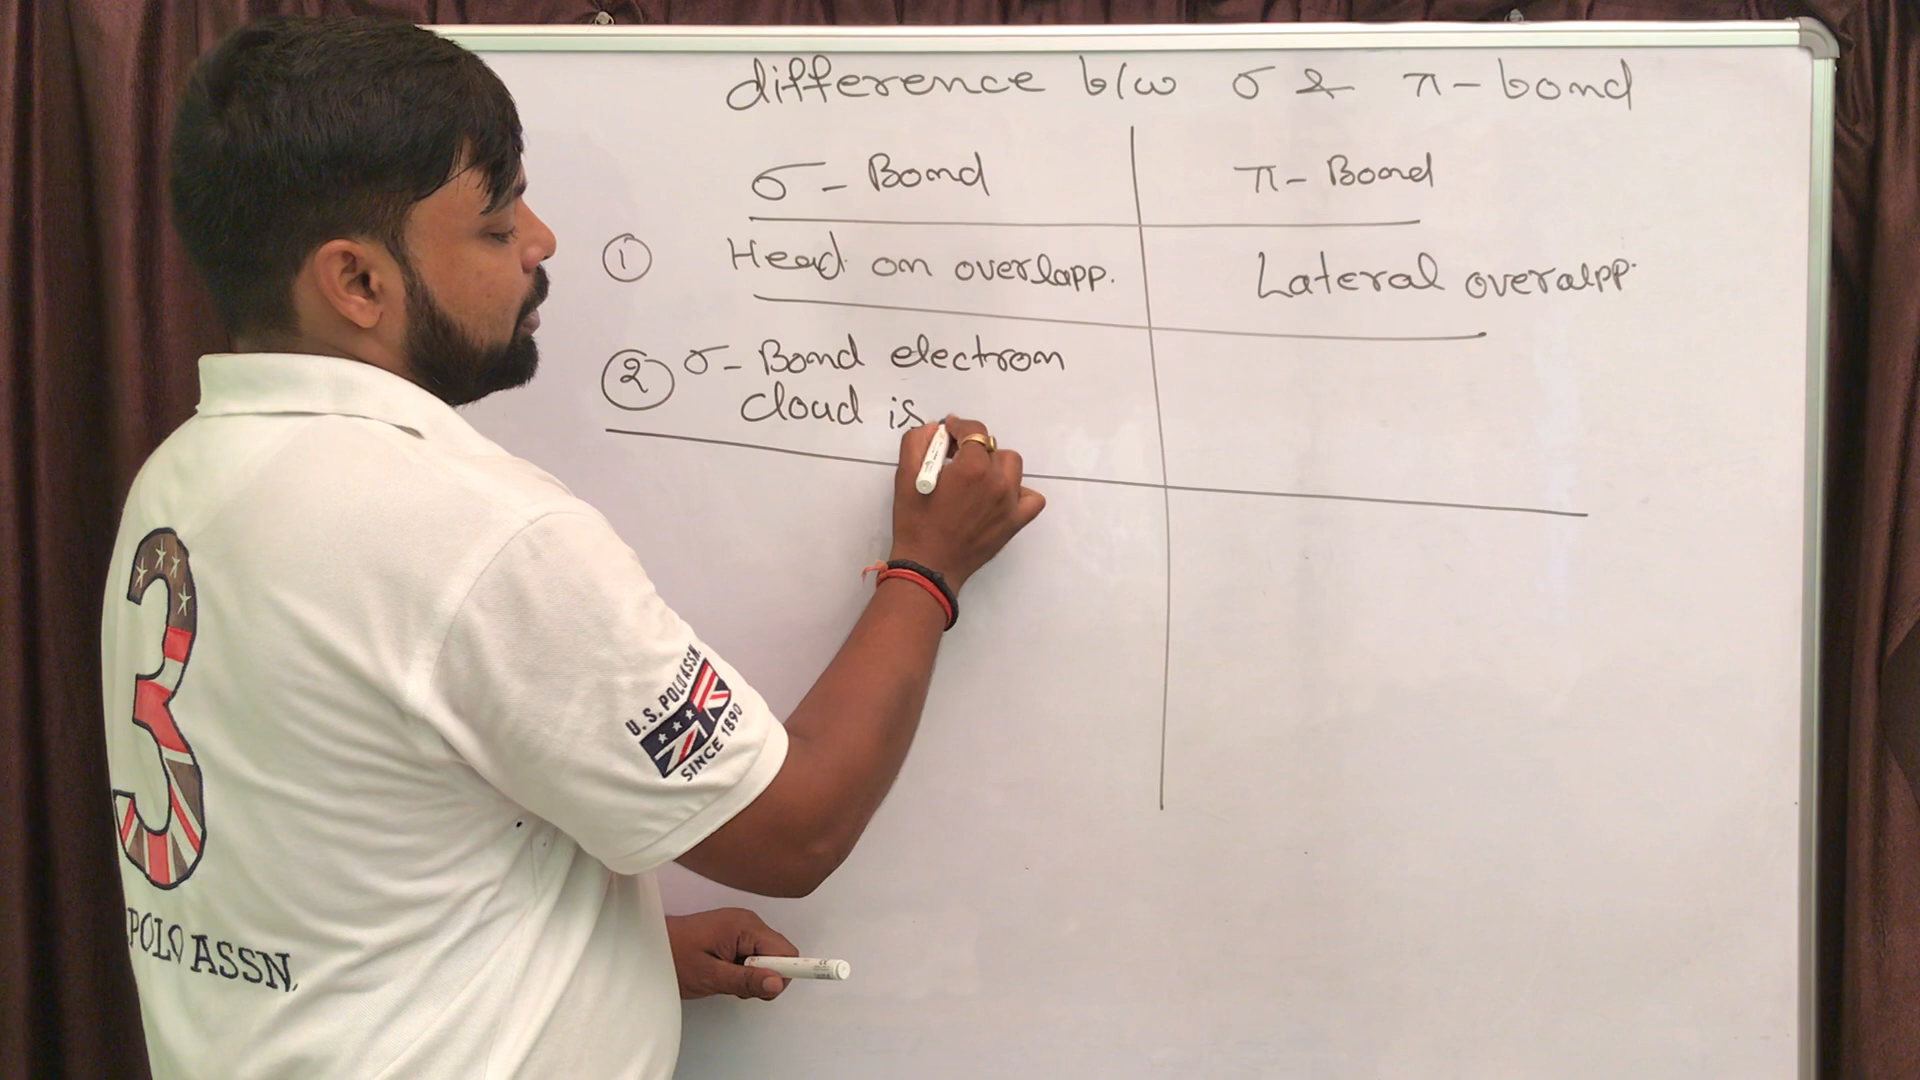 difference b/w σ & π - bond
σ - Bond
π - Bond
① Head on overlapp.
Lateral overalpp.
② σ - Bond electron
cloud is
U.S. POLO ASSN.
SINCE 1890
3
POLO ASSN.